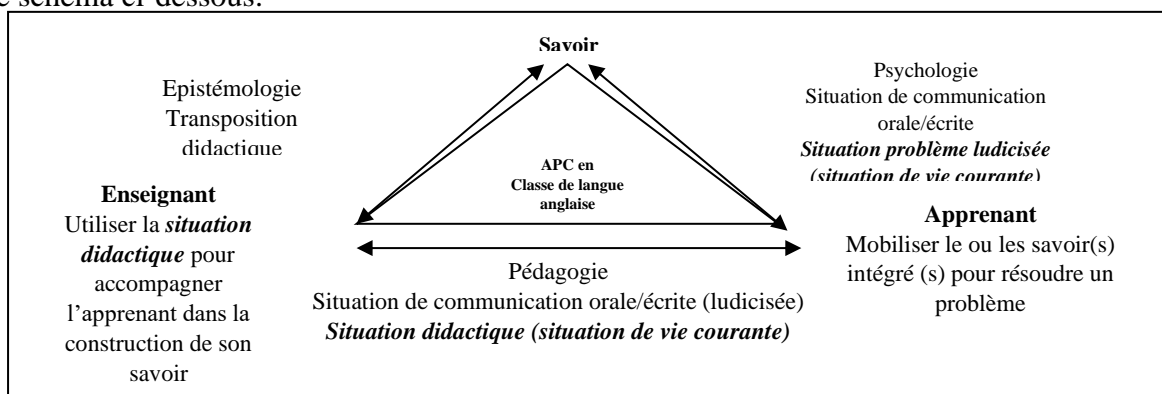 schéma ci-dessous:
Savoir
Epistémologie
Transposition
didactique
Psychologie
Situation de communication
orale/écrite
Situation problème ludicisée
(situation de vie courante)
APC en
Classe de langue
anglaise
Enseignant
Utiliser la situation
didactique pour
accompagner
l’apprenant dans la
construction de son
savoir
Apprenant
Mobiliser le ou les savoir(s)
intégré (s) pour résoudre un
problème
Pédagogie
Situation de communication orale/écrite (ludicisée)
Situation didactique (situation de vie courante)